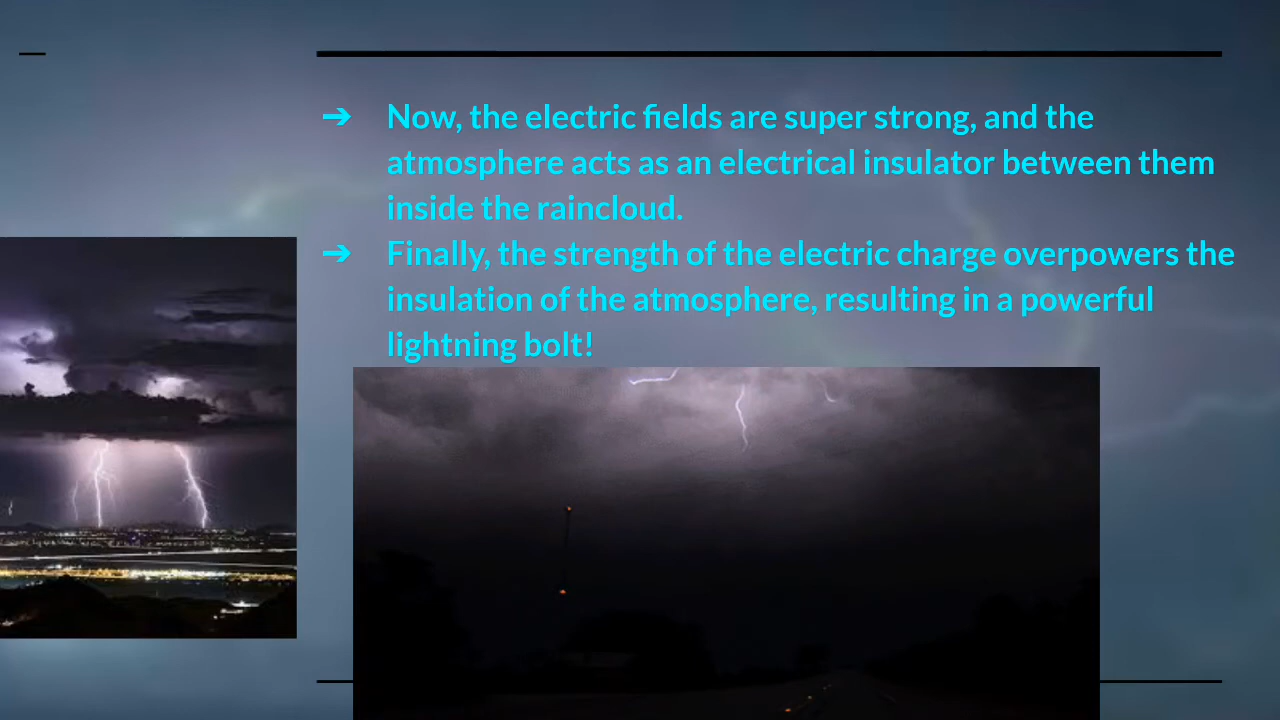 ➔ Now, the electric fields are super strong, and the
atmosphere acts as an electrical insulator between them
inside the raincloud.
➔ Finally, the strength of the electric charge overpowers the
insulation of the atmosphere, resulting in a powerful
lightning bolt!